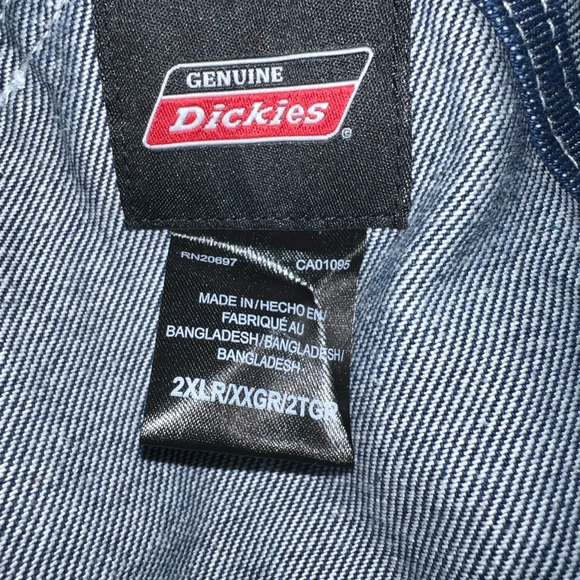 GENUINE
Dickies®
RN20697 CA01095
MADE IN/HECHO EN/
FABRIQUÉ AU
BANGLADESH/BANGLADESH/
BANGLADESH.
2XLR/XXGR/2TGR